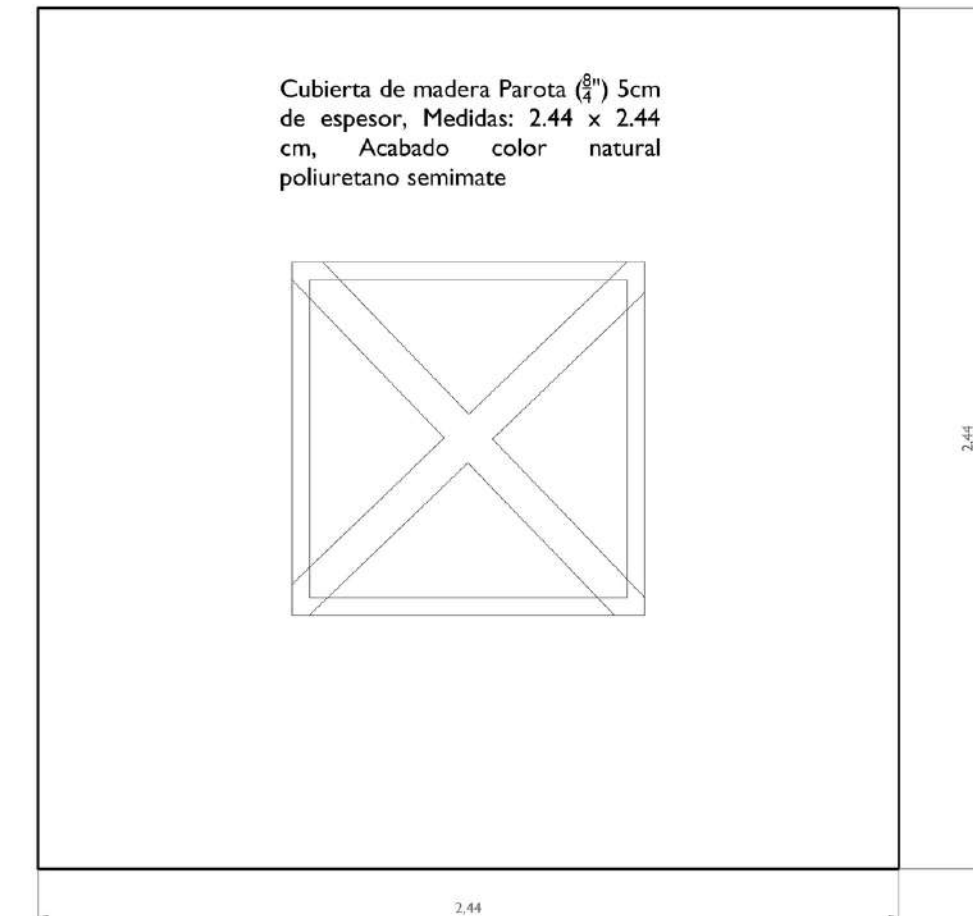 Cubierta de madera Parota (8/4") 5cm
de espesor, Medidas: 2.44 x 2.44
cm, Acabado color natural
poliuretano semimate
2,44
2,44